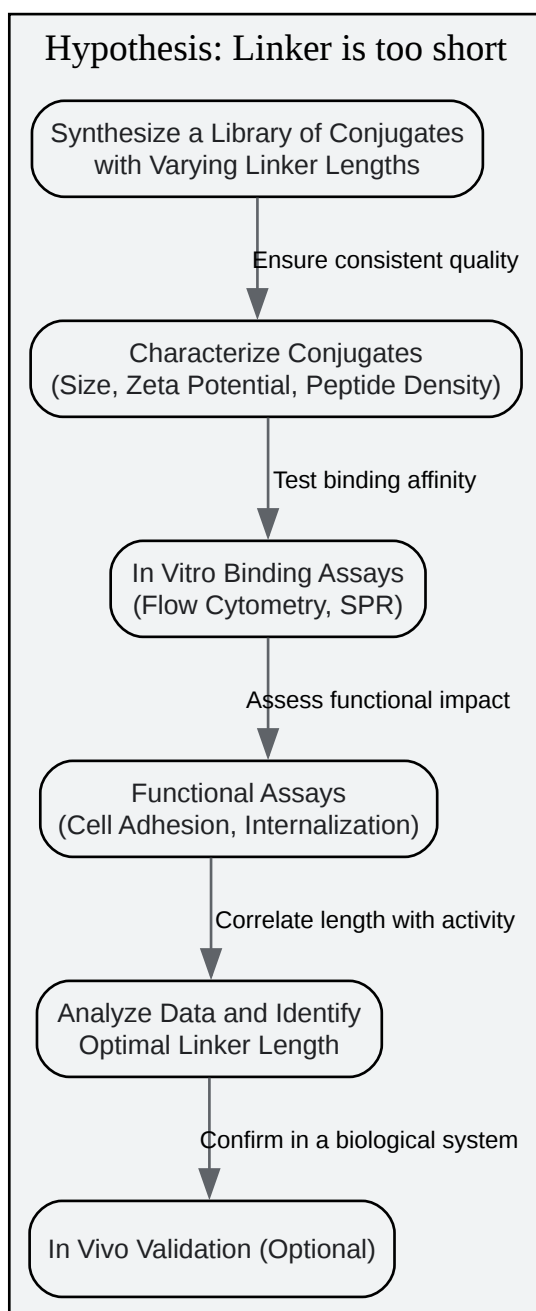 Hypothesis: Linker is too short
Synthesize a Library of Conjugates
with Varying Linker Lengths
Ensure consistent quality
Characterize Conjugates
(Size, Zeta Potential, Peptide Density)
Test binding affinity
In Vitro Binding Assays
(Flow Cytometry, SPR)
Assess functional impact
Functional Assays
(Cell Adhesion, Internalization)
Correlate length with activity
Analyze Data and Identify
Optimal Linker Length
Confirm in a biological system
In Vivo Validation (Optional)